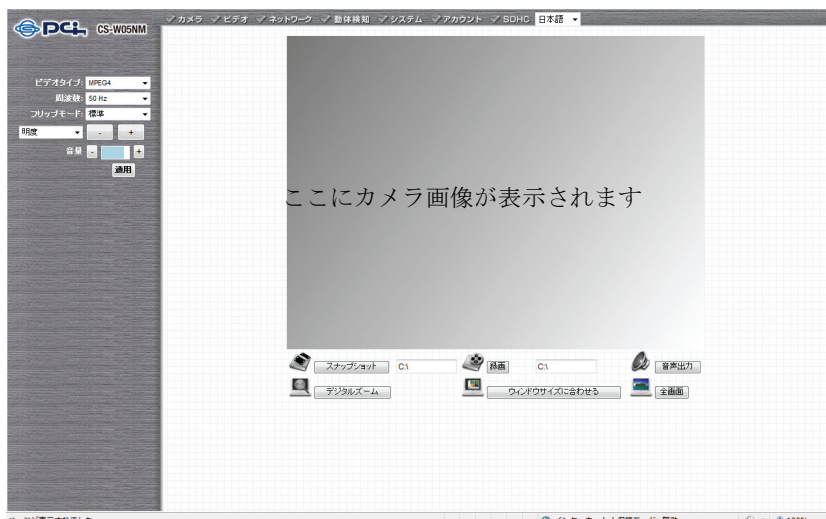 PCi CS-W05NM
カメラ ビデオ ネットワーク 動体検知 システム アカウント SDHC 日本語
ビデオタイプ: MPEG4
周波数: 50 Hz
フリップモード: 標準
明度 - +
音量 - +
適用
ここにカメラ画像が表示されます
スナップショット C:\ 録画 C:\ 音声出力
デジタルズーム ウィンドウサイズに合わせる 全画面